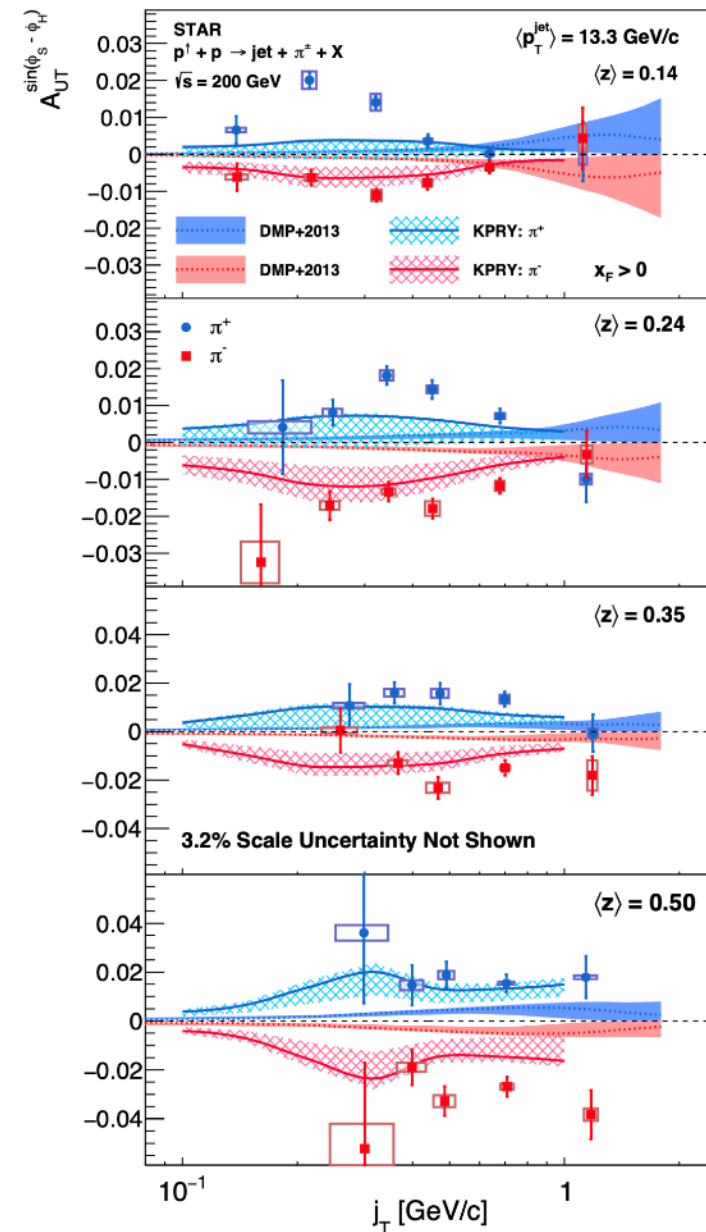 A_UT^sin(ϕ_S - ϕ_H)
STAR
p↑ + p → jet + π± + X
√s = 200 GeV
⟨p_T^jet⟩ = 13.3 GeV/c
⟨z⟩ = 0.14
0.03
0.02
0.01
0
−0.01
−0.02
−0.03
DMP+2013
KPRY: π+
DMP+2013
KPRY: π-
x_F > 0
π+
π-
⟨z⟩ = 0.24
0.03
0.02
0.01
0
−0.01
−0.02
−0.03
⟨z⟩ = 0.35
0.04
0.02
0
−0.02
−0.04
3.2% Scale Uncertainty Not Shown
⟨z⟩ = 0.50
0.04
0.02
0
−0.02
−0.04
10⁻¹
1
j_T [GeV/c]